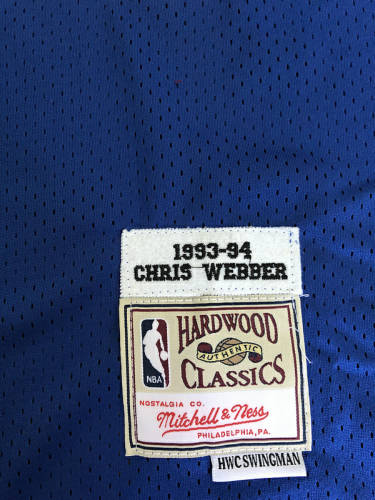 1993-94
CHRIS WEBBER
HARDWOOD
AUTHENTIC
CLASSICS
NBA
NOSTALGIA CO.
Mitchell & Ness
PHILADELPHIA, PA.
HWC SWINGMAN